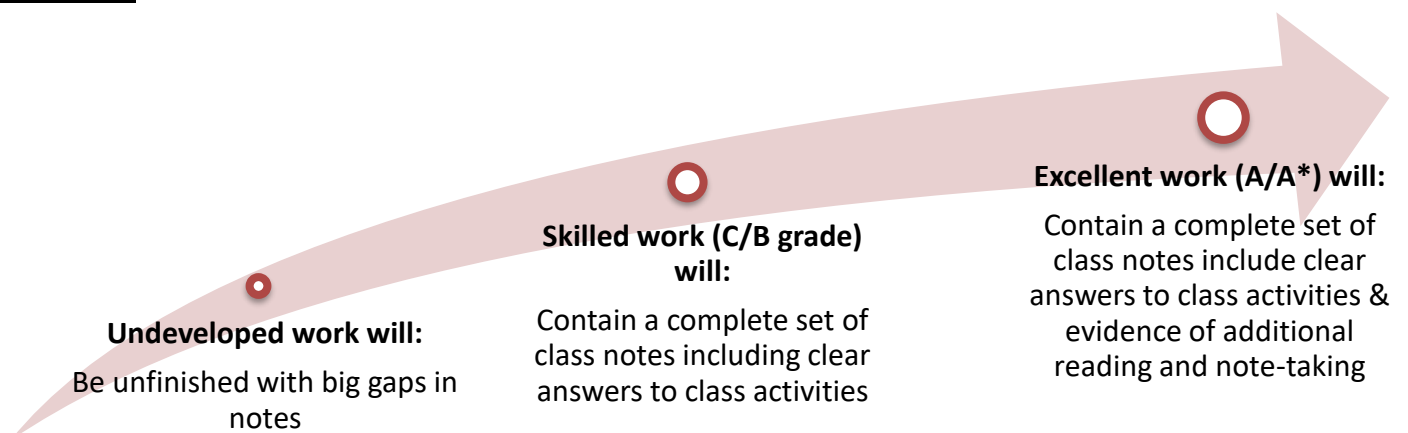 Undeveloped work will:
Be unfinished with big gaps in
notes
Skilled work (C/B grade)
will:
Contain a complete set of
class notes including clear
answers to class activities
Excellent work (A/A*) will:
Contain a complete set of
class notes include clear
answers to class activities &
evidence of additional
reading and note-taking